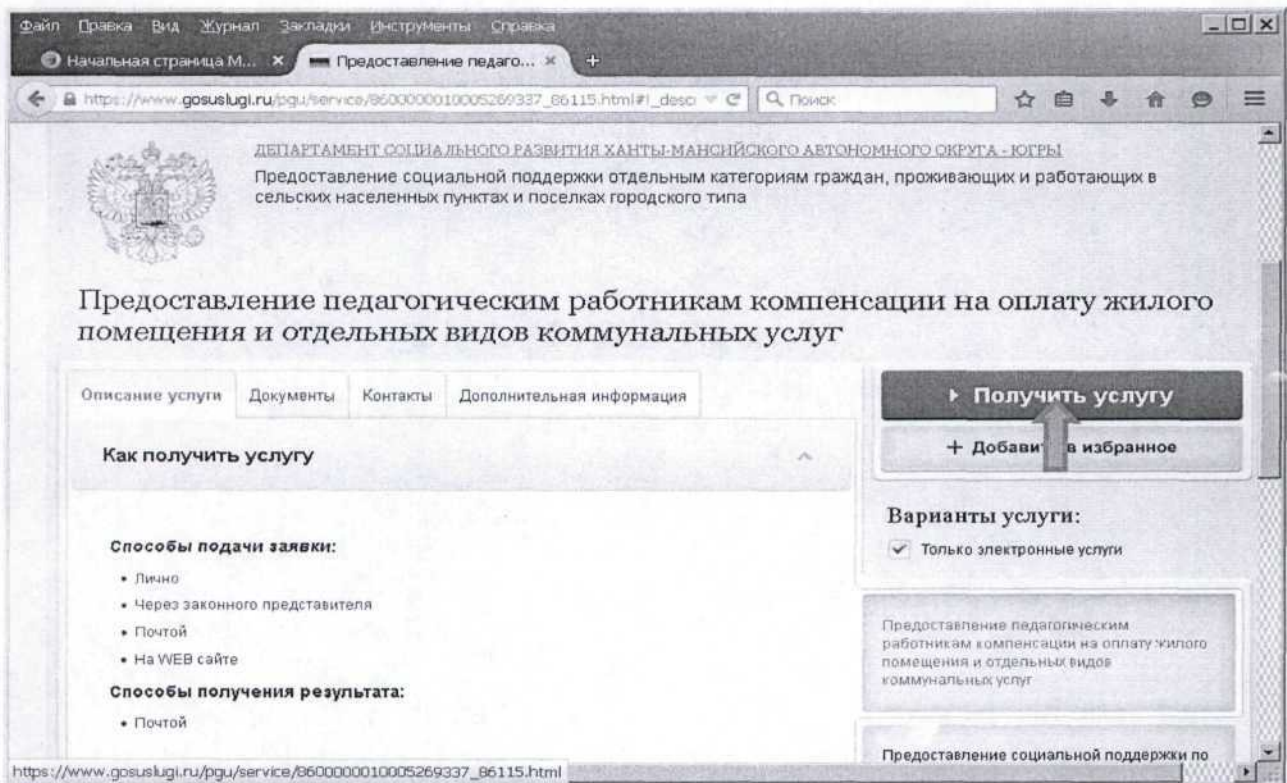 Файл Правка Вид Журнал Закладки Инструменты Справка
Начальная страница M... × Предоставление педаго... × +
https://www.gosuslugi.ru/pgu/service/8600000010005269337_86115.html#!_desc Поиск
ДЕПАРТАМЕНТ СОЦИАЛЬНОГО РАЗВИТИЯ ХАНТЫ-МАНСИЙСКОГО АВТОНОМНОГО ОКРУГА - ЮГРЫ
Предоставление социальной поддержки отдельным категориям граждан, проживающих и работающих в
сельских населенных пунктах и поселках городского типа
Предоставление педагогическим работникам компенсации на оплату жилого
помещения и отдельных видов коммунальных услуг
Описание услуги Документы Контакты Дополнительная информация
Получить услугу
+ Добавить в избранное
Как получить услугу
Варианты услуги:
Только электронные услуги
Способы подачи заявки:
• Лично
• Через законного представителя
• Почтой
• На WEB сайте
Способы получения результата:
• Почтой
Предоставление педагогическим
работникам компенсации на оплату жилого
помещения и отдельных видов
коммунальных услуг
Предоставление социальной поддержки по
https://www.gosuslugi.ru/pgu/service/8600000010005269337_86115.html